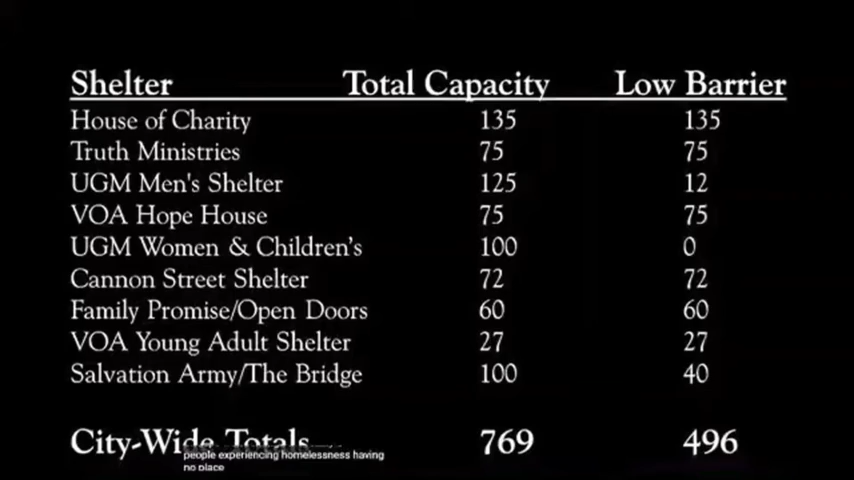 Shelter Total Capacity Low Barrier
House of Charity 135 135
Truth Ministries 75 75
UGM Men's Shelter 125 12
VOA Hope House 75 75
UGM Women & Children's 100 0
Cannon Street Shelter 72 72
Family Promise/Open Doors 60 60
VOA Young Adult Shelter 27 27
Salvation Army/The Bridge 100 40
City-Wide Totals 769 496
people experiencing homelessness having
no place